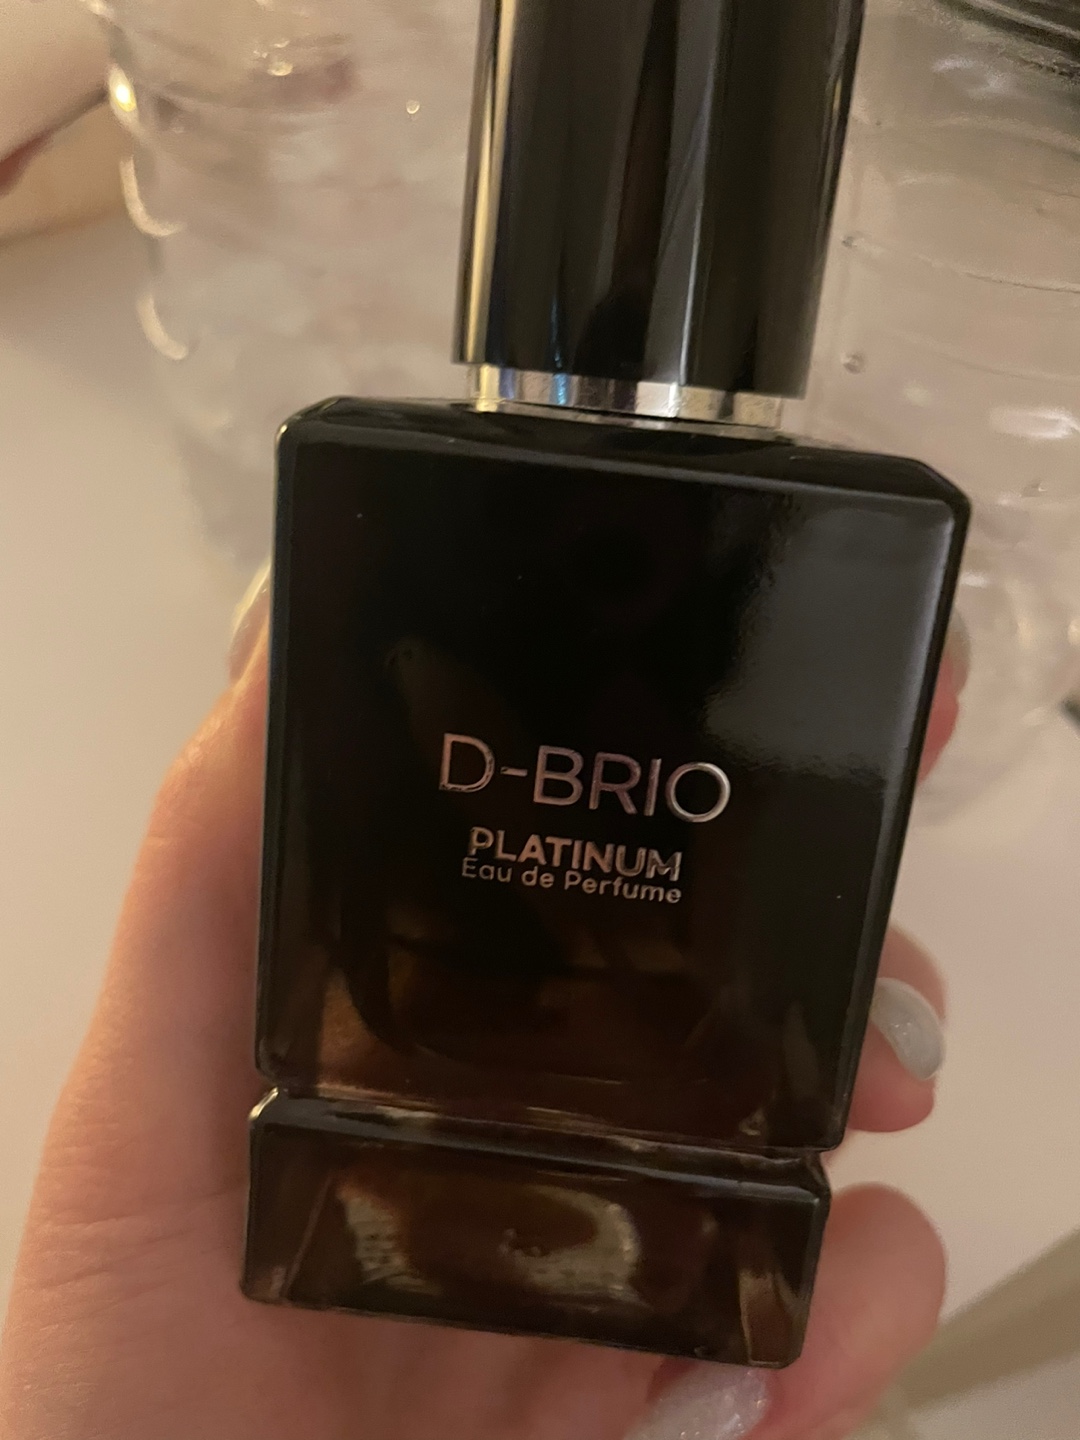 D-BRIO
PLATINUM
Eau de Perfume